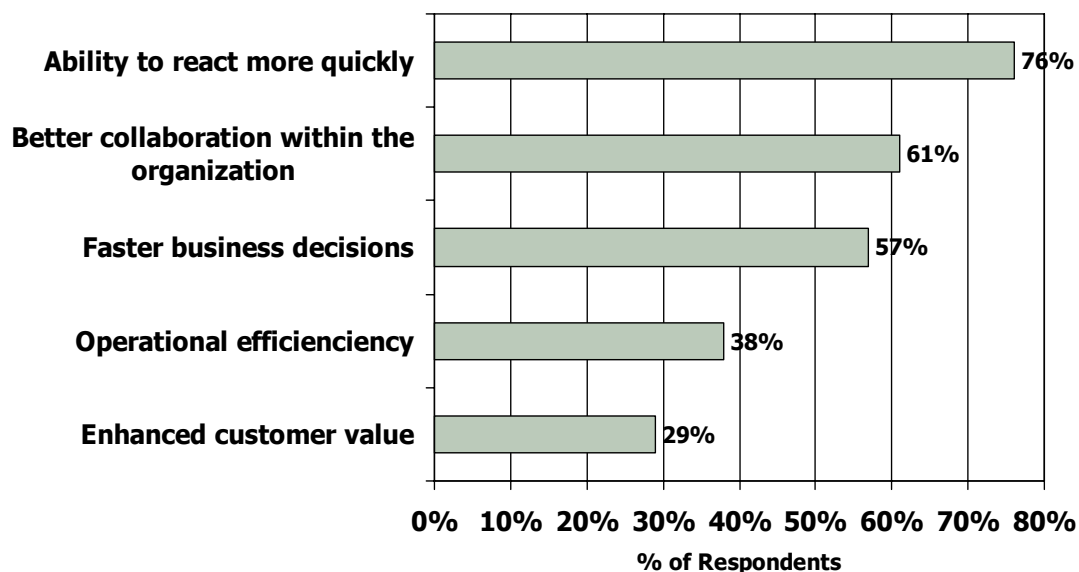 Ability to react more quickly
76%
Better collaboration within the
organization
61%
Faster business decisions
57%
Operational efficienciency
38%
Enhanced customer value
29%
0% 10% 20% 30% 40% 50% 60% 70% 80%
% of Respondents